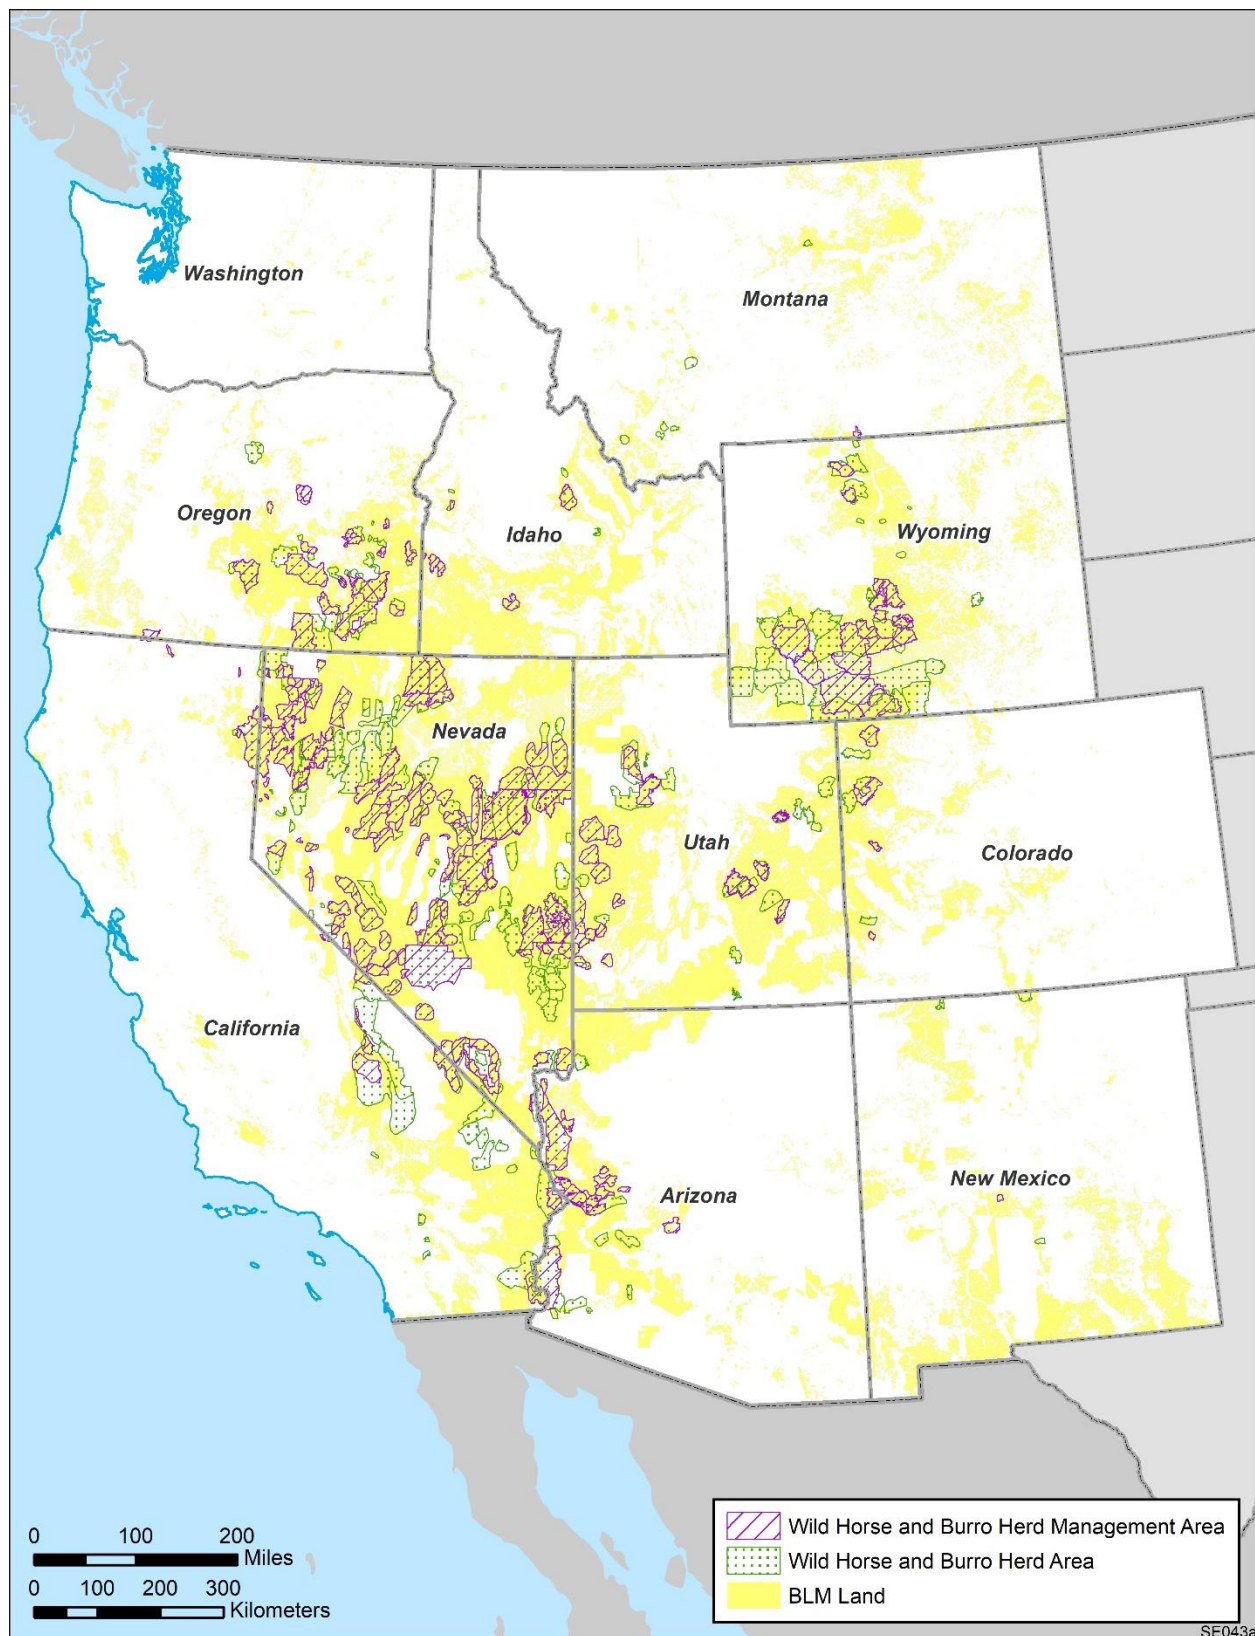 Washington
Montana
Oregon
Idaho
Wyoming
Nevada
Utah
Colorado
California
New Mexico
Arizona
0 100 200
Miles
0 100 200 300
Kilometers
Wild Horse and Burro Herd Management Area
Wild Horse and Burro Herd Area
BLM Land
SE043a